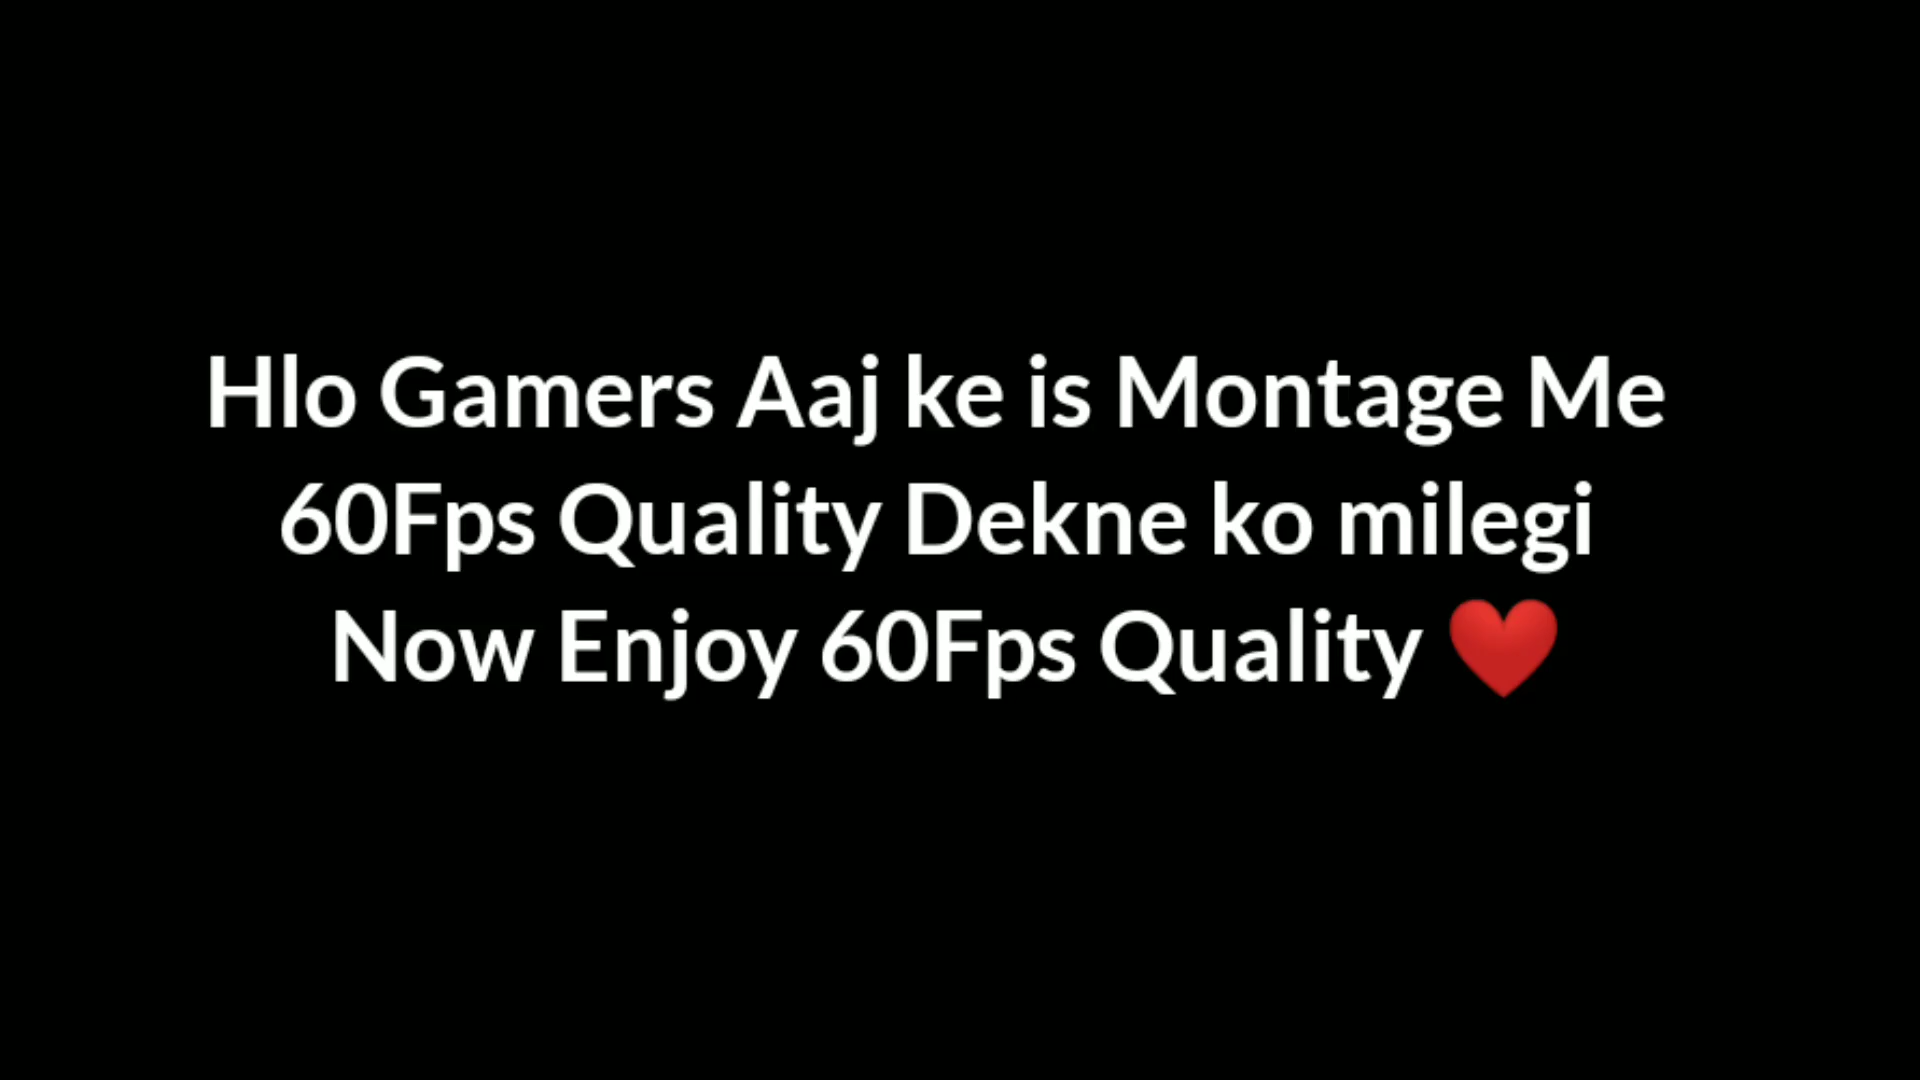 Hlo Gamers Aaj ke is Montage Me
60Fps Quality Dekne ko milegi
Now Enjoy 60Fps Quality ❤️